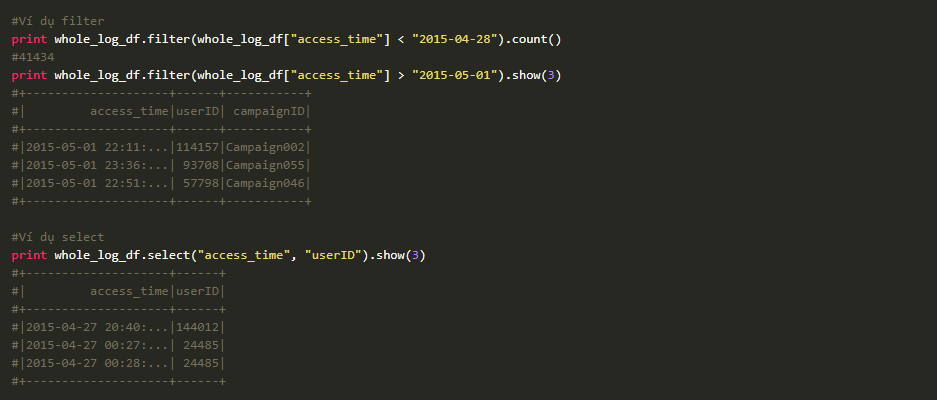 #Ví dụ filter
print whole_log_df.filter(whole_log_df["access_time"] < "2015-04-28").count()
#41434
print whole_log_df.filter(whole_log_df["access_time"] > "2015-05-01").show(3)
#+--------------------+------+-----------+
#|         access_time|userID| campaignID|
#+--------------------+------+-----------+
#|2015-05-01 22:11:...|114157|Campaign002|
#|2015-05-01 23:36:...| 93708|Campaign055|
#|2015-05-01 22:51:...| 57798|Campaign046|
#+--------------------+------+-----------+

#Ví dụ select
print whole_log_df.select("access_time", "userID").show(3)
#+--------------------+------+
#|         access_time|userID|
#+--------------------+------+
#|2015-04-27 20:40:...|144012|
#|2015-04-27 00:27:...| 24485|
#|2015-04-27 00:28:...| 24485|
#+--------------------+------+